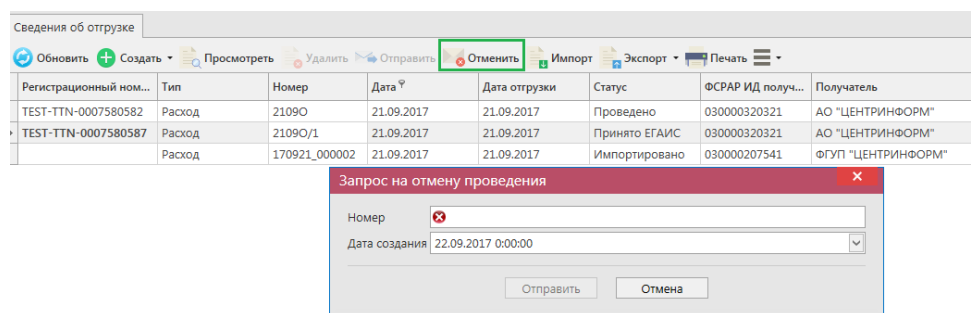 Сведения об отгрузке
Обновить Создать Просмотреть Удалить Отправить Отменить Импорт Экспорт Печать
Регистрационный ном... Тип Номер Дата Дата отгрузки Статус ФСРАР ИД получ... Получатель
TEST-TTN-0007580582 Расход 2109О 21.09.2017 21.09.2017 Проведено 030000320321 АО "ЦЕНТРИНФОРМ"
TEST-TTN-0007580587 Расход 2109О/1 21.09.2017 21.09.2017 Принято ЕГАИС 030000320321 АО "ЦЕНТРИНФОРМ"
Расход 170921_000002 21.09.2017 21.09.2017 Импортировано 030000207541 ФГУП "ЦЕНТРИНФОРМ"
Запрос на отмену проведения
Номер
Дата создания 22.09.2017 0:00:00
Отправить Отмена